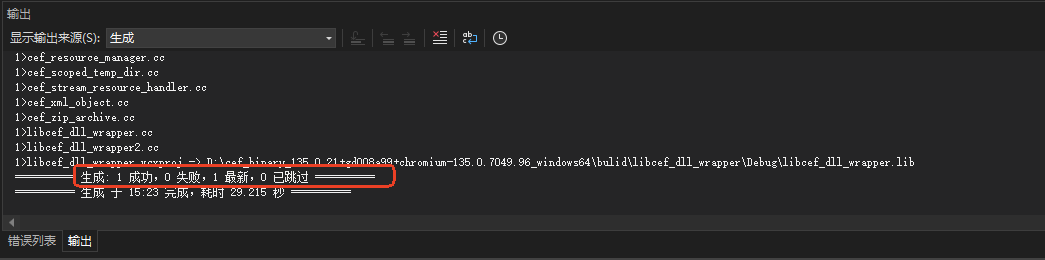 输出
显示输出来源(S): 生成
1>cef_resource_manager.cc
1>cef_scoped_temp_dir.cc
1>cef_stream_resource_handler.cc
1>cef_xml_object.cc
1>cef_zip_archive.cc
1>libcef_dll_wrapper.cc
1>libcef_dll_wrapper2.cc
1>libcef_dll_wrapper.vcxproj -> D:\cef_binary_135.0.21+gd008a99+chromium-135.0.7049.96_windows64\bulid\libcef_dll_wrapper\Debug\libcef_dll_wrapper.lib
========== 生成: 1 成功，0 失败，1 最新，0 已跳过 ==========
========== 生成 于 15:23 完成，耗时 29.215 秒 ==========
错误列表 输出